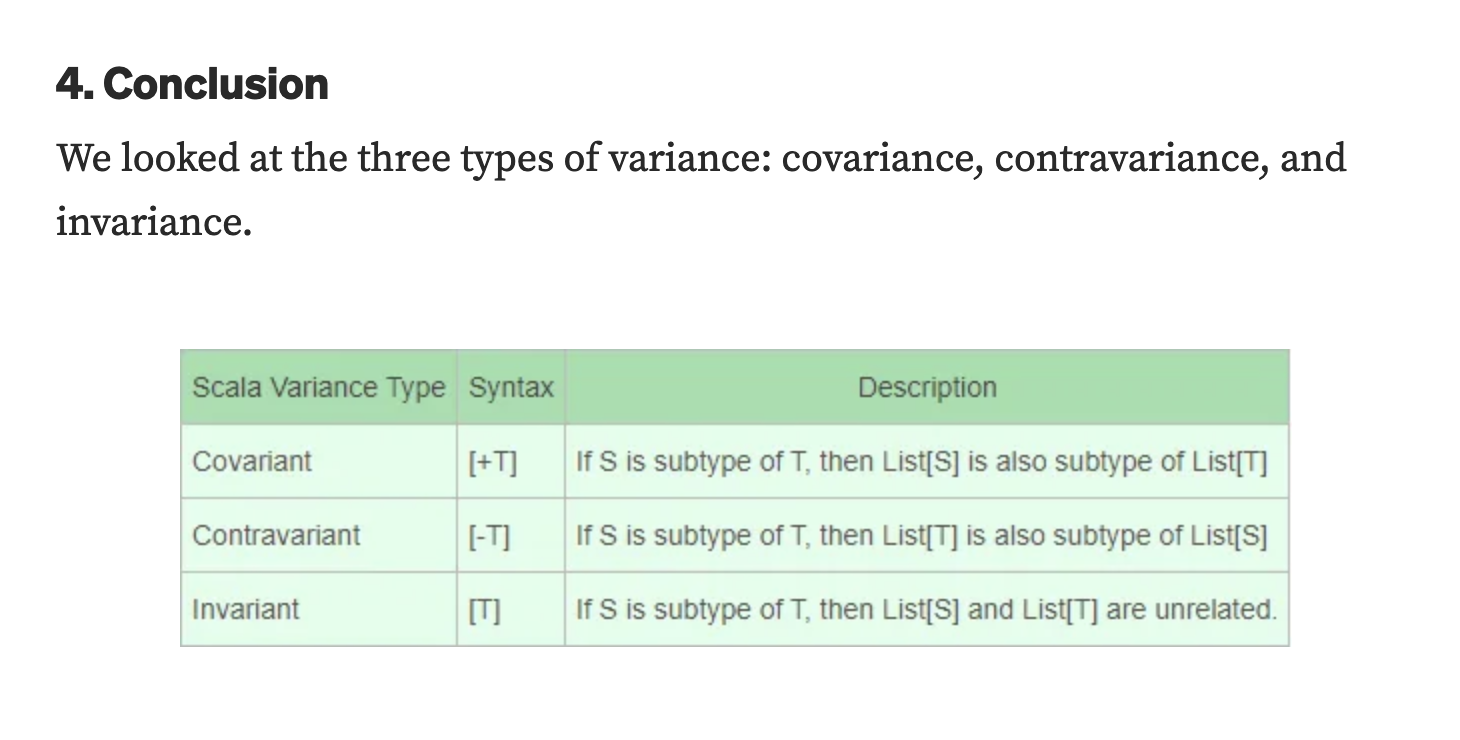 4. Conclusion
We looked at the three types of variance: covariance, contravariance, and
invariance.
Scala Variance Type Syntax Description
Covariant [+T] If S is subtype of T, then List[S] is also subtype of List[T]
Contravariant [-T] If S is subtype of T, then List[T] is also subtype of List[S]
Invariant [T] If S is subtype of T, then List[S] and List[T] are unrelated.